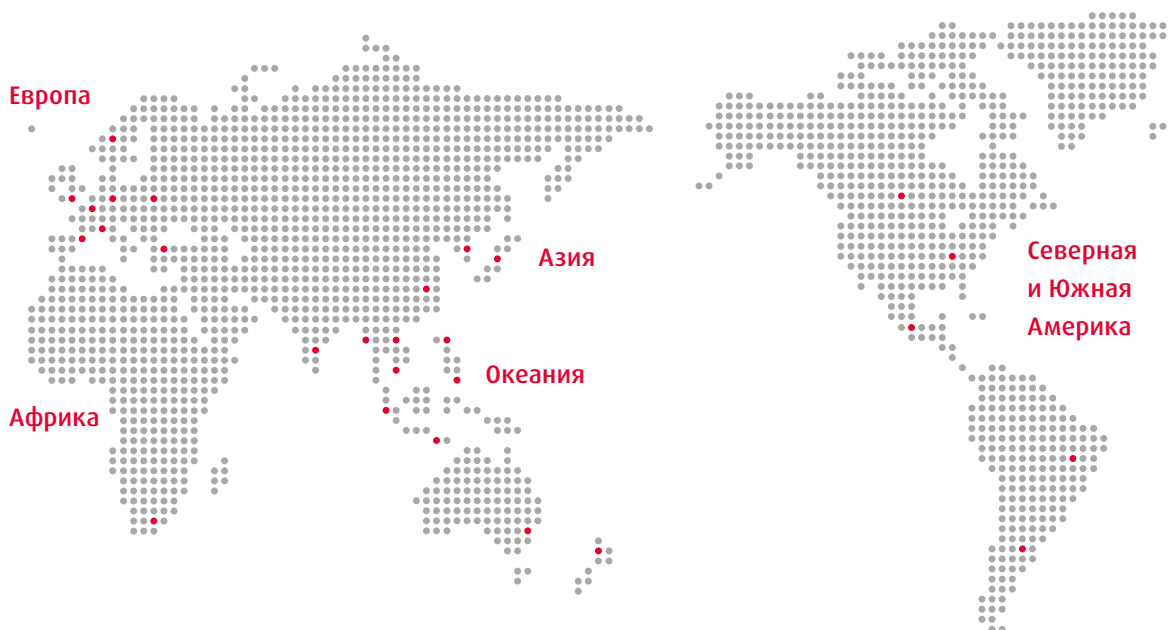 Европа
Азия
Северная
и Южная
Америка
Океания
Африка